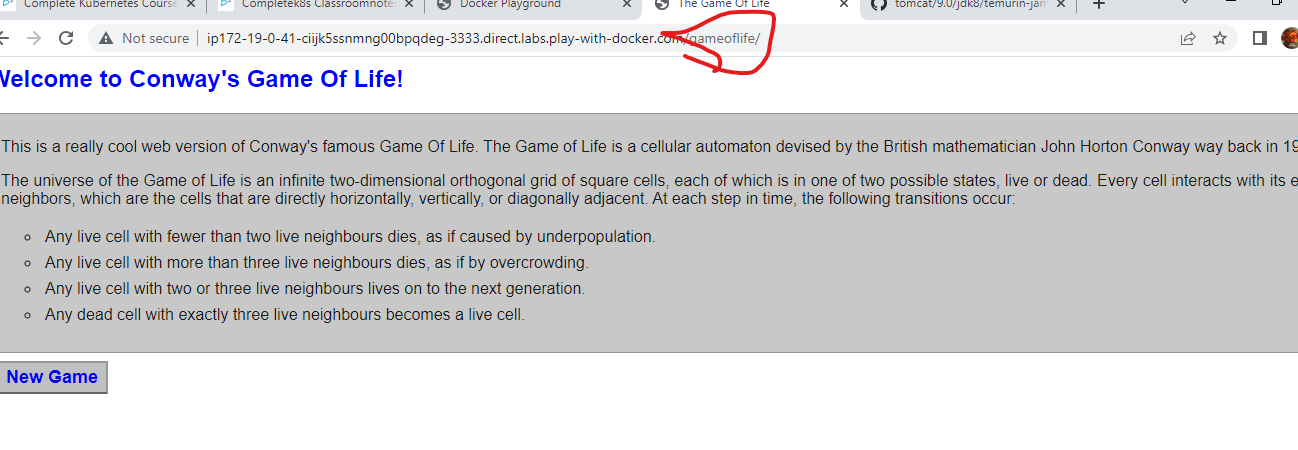 Complete Kubernetes Course
Completek8s Classroomnote
Docker Playground
The Game Of Life
tomcat/9.0/jdk8/temurin-jam
Not secure
ip172-19-0-41-ciijk5ssnmng00bpqdeg-3333.direct.labs.play-with-docker.com/gameoflife/
Welcome to Conway's Game Of Life!
This is a really cool web version of Conway's famous Game Of Life. The Game of Life is a cellular automaton devised by the British mathematician John Horton Conway way back in 19
The universe of the Game of Life is an infinite two-dimensional orthogonal grid of square cells, each of which is in one of two possible states, live or dead. Every cell interacts with its e
neighbors, which are the cells that are directly horizontally, vertically, or diagonally adjacent. At each step in time, the following transitions occur:
Any live cell with fewer than two live neighbours dies, as if caused by underpopulation.
Any live cell with more than three live neighbours dies, as if by overcrowding.
Any live cell with two or three live neighbours lives on to the next generation.
Any dead cell with exactly three live neighbours becomes a live cell.
New Game